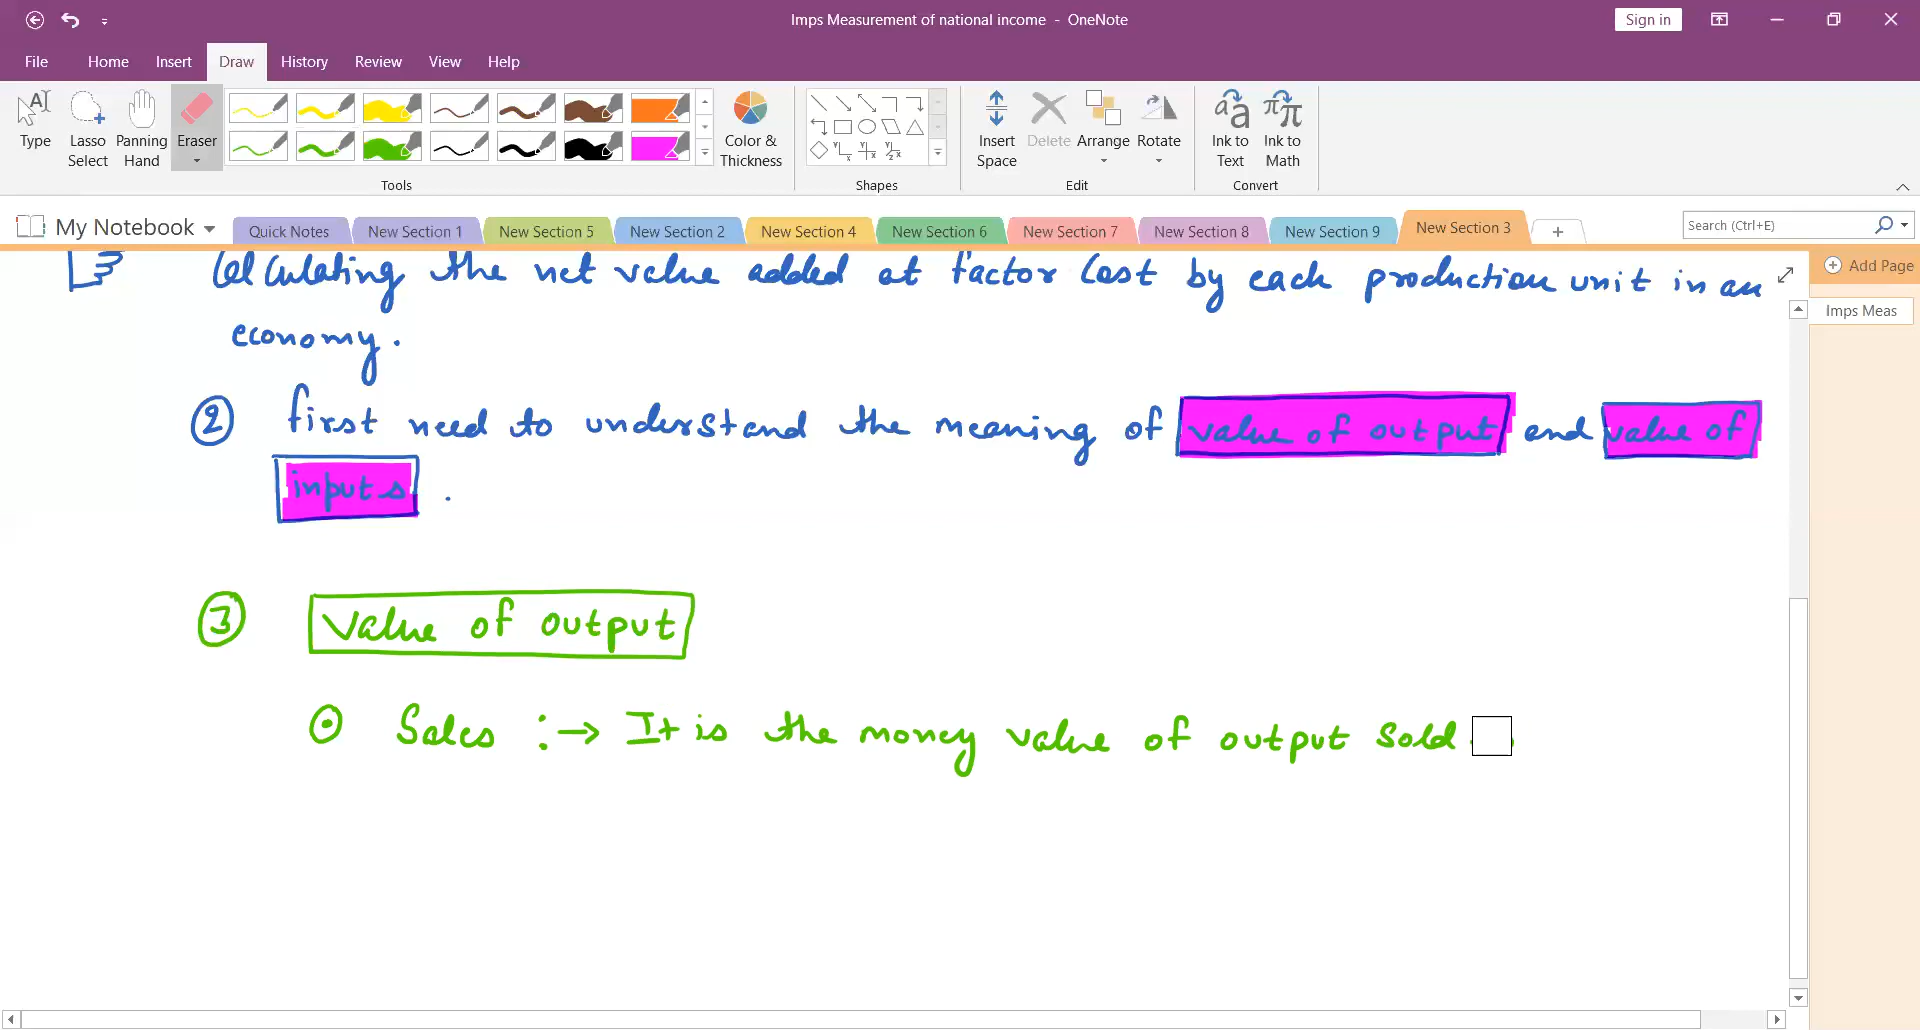 Imps Measurement of national income - OneNote
Sign in
File Home Insert Draw History Review View Help
Type
Lasso Select
Panning Hand
Eraser
Color & Thickness
Insert Space
Delete
Arrange
Rotate
Ink to Text
Ink to Math
Tools Shapes Edit Convert
My Notebook Quick Notes New Section 1 New Section 5 New Section 2 New Section 4 New Section 6 New Section 7 New Section 8 New Section 9 New Section 3 +
Search (Ctrl+E)
Add Page
Imps Meas
Calculating the net value added at factor Cost by each production unit in an
economy.
② first need to understand the meaning of value of output and value of
inputs.
③ Value of output
⊙ Sales :→ It is the money value of output sold